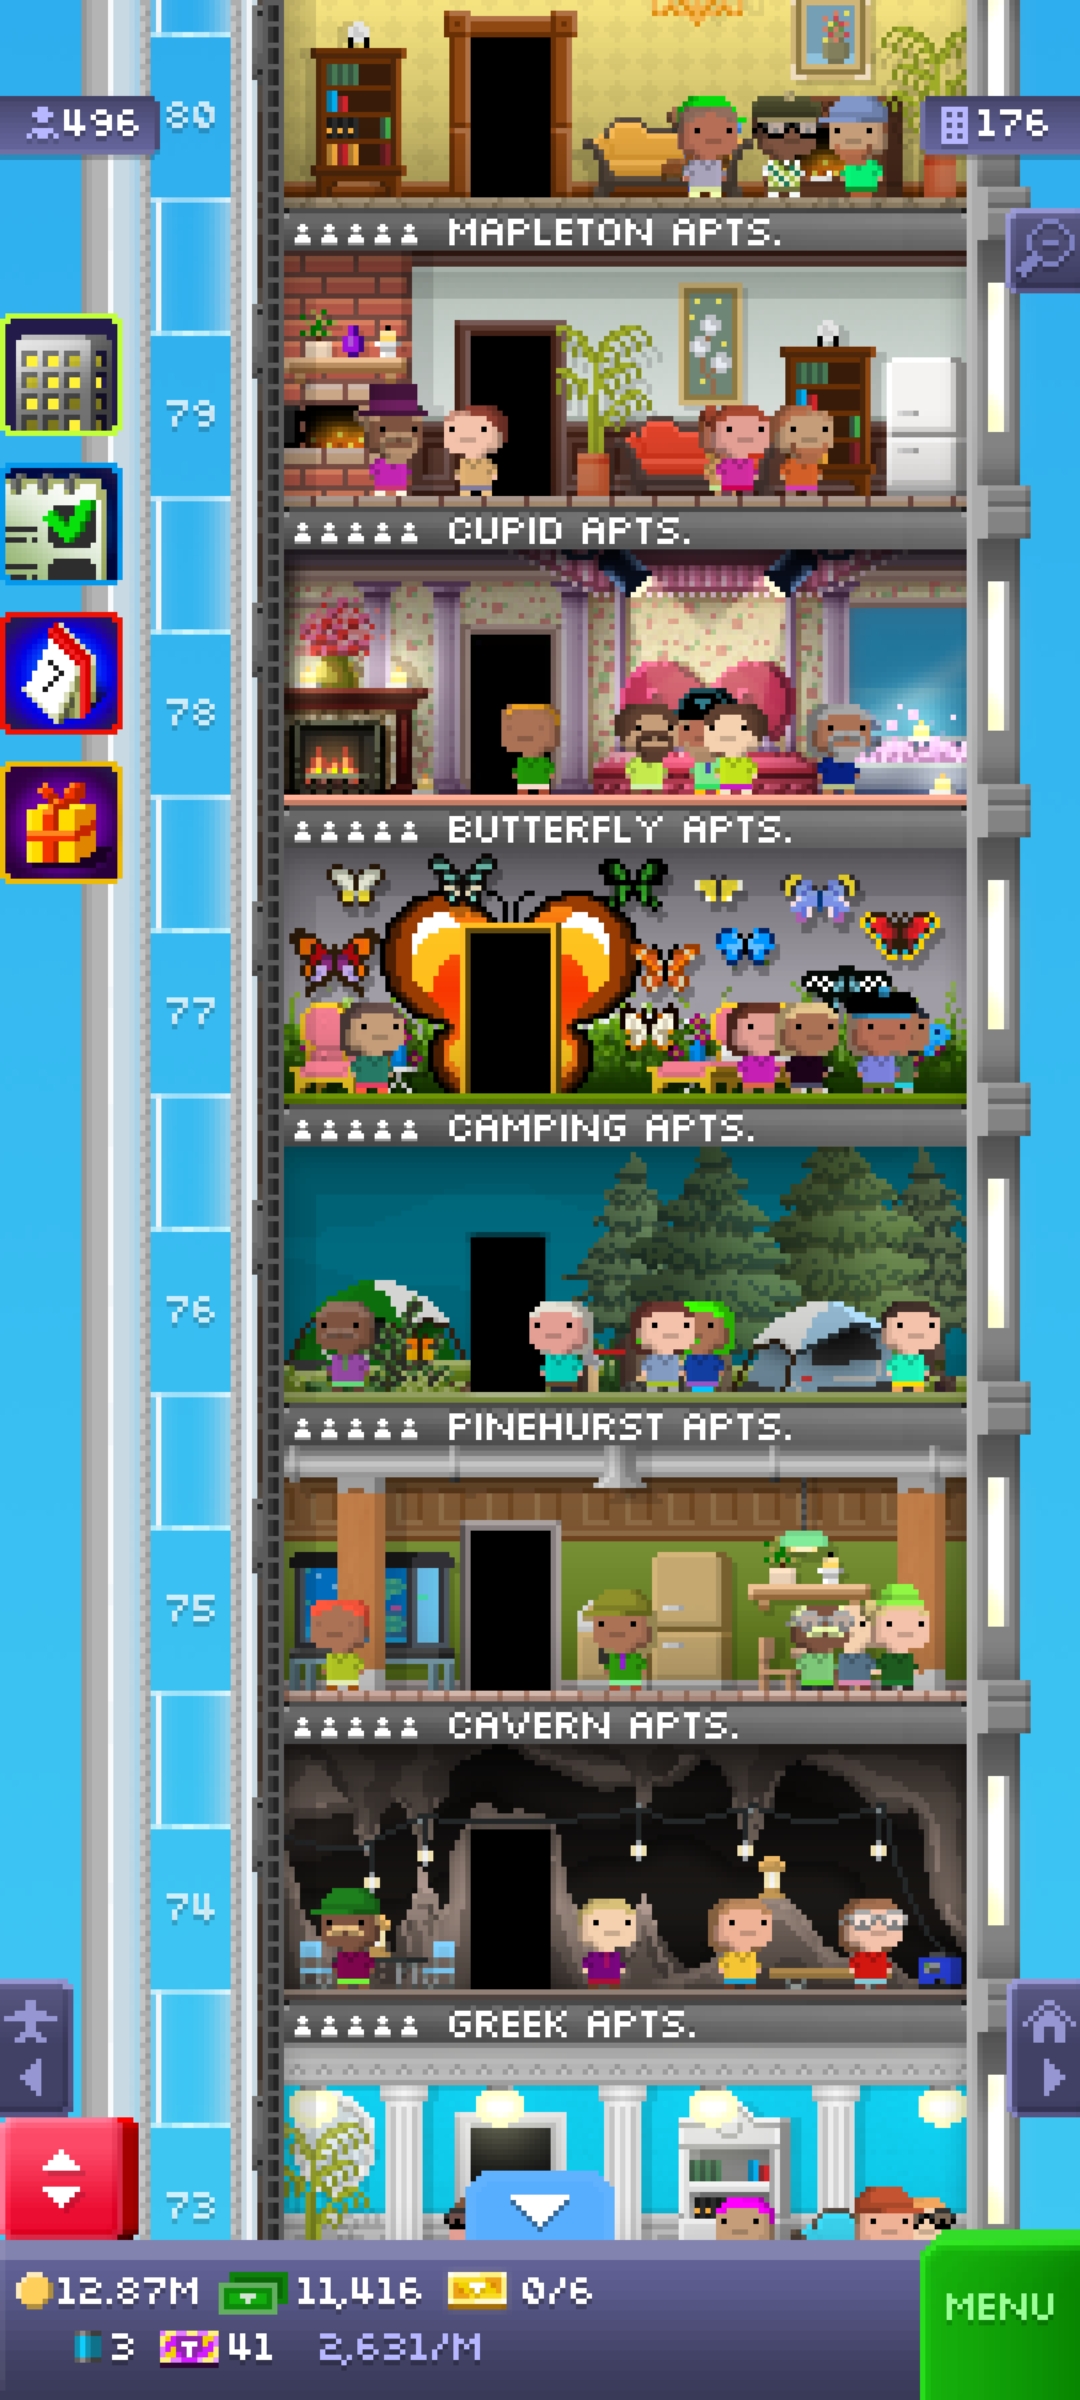 80
496
176
MAPLETON APTS.
79
CUPID APTS.
78
BUTTERFLY APTS.
77
CAMPING APTS.
76
PINEHURST APTS.
75
CAVERN APTS.
74
GREEK APTS.
73
12.87M 11,416 0/6
3 T 41 2,631/M
MENU